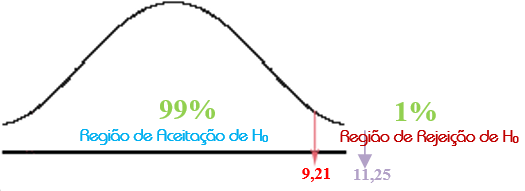 99%
1%
Região de Aceitação de H₀
Região de Rejeição de H₀
9,21
11,25